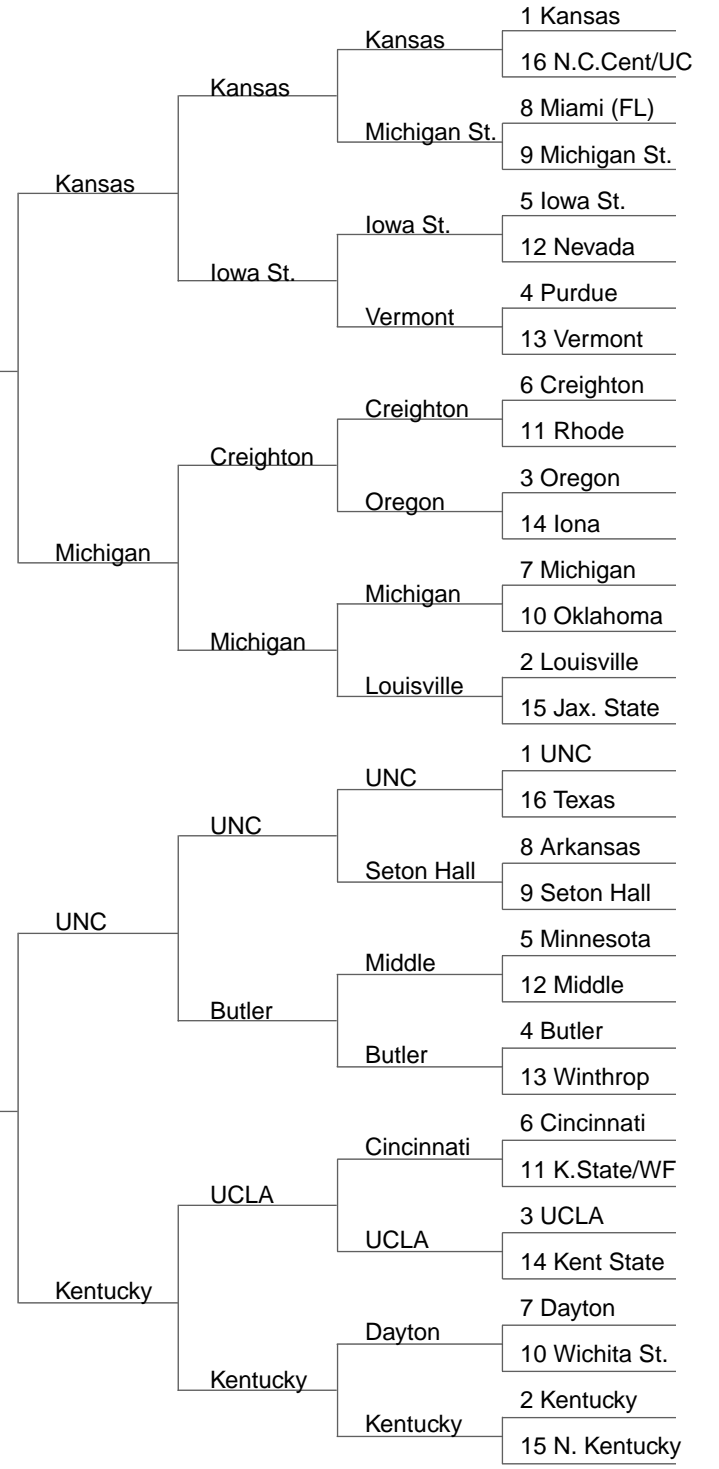 1 Kansas
Kansas
16 N.C.Cent/UC
Kansas
8 Miami (FL)
Michigan St.
9 Michigan St.
Kansas
5 Iowa St.
Iowa St.
12 Nevada
Iowa St.
4 Purdue
Vermont
13 Vermont
6 Creighton
Creighton
11 Rhode
Creighton
3 Oregon
Oregon
14 Iona
Michigan
7 Michigan
Michigan
10 Oklahoma
Michigan
2 Louisville
Louisville
15 Jax. State
1 UNC
UNC
16 Texas
UNC
8 Arkansas
Seton Hall
9 Seton Hall
UNC
5 Minnesota
Middle
12 Middle
Butler
4 Butler
Butler
13 Winthrop
6 Cincinnati
Cincinnati
11 K.State/WF
UCLA
3 UCLA
UCLA
14 Kent State
Kentucky
7 Dayton
Dayton
10 Wichita St.
Kentucky
2 Kentucky
Kentucky
15 N. Kentucky